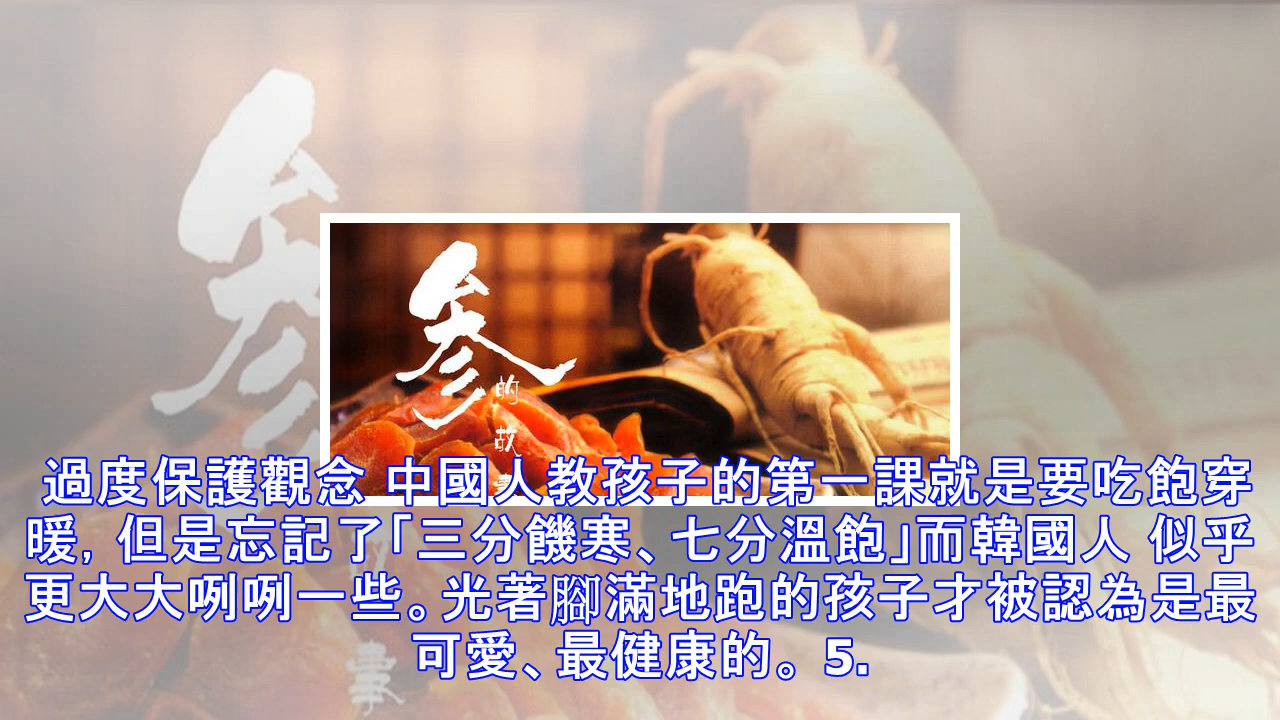 參
的
故
過度保護觀念 中國人教孩子的第一課就是要吃飽穿
暖, 但是忘記了「三分饑寒、七分溫飽」而韓國人 似乎
更大大咧咧一些。光著腳滿地跑的孩子才被認為是最
可愛、最健康的。 5.